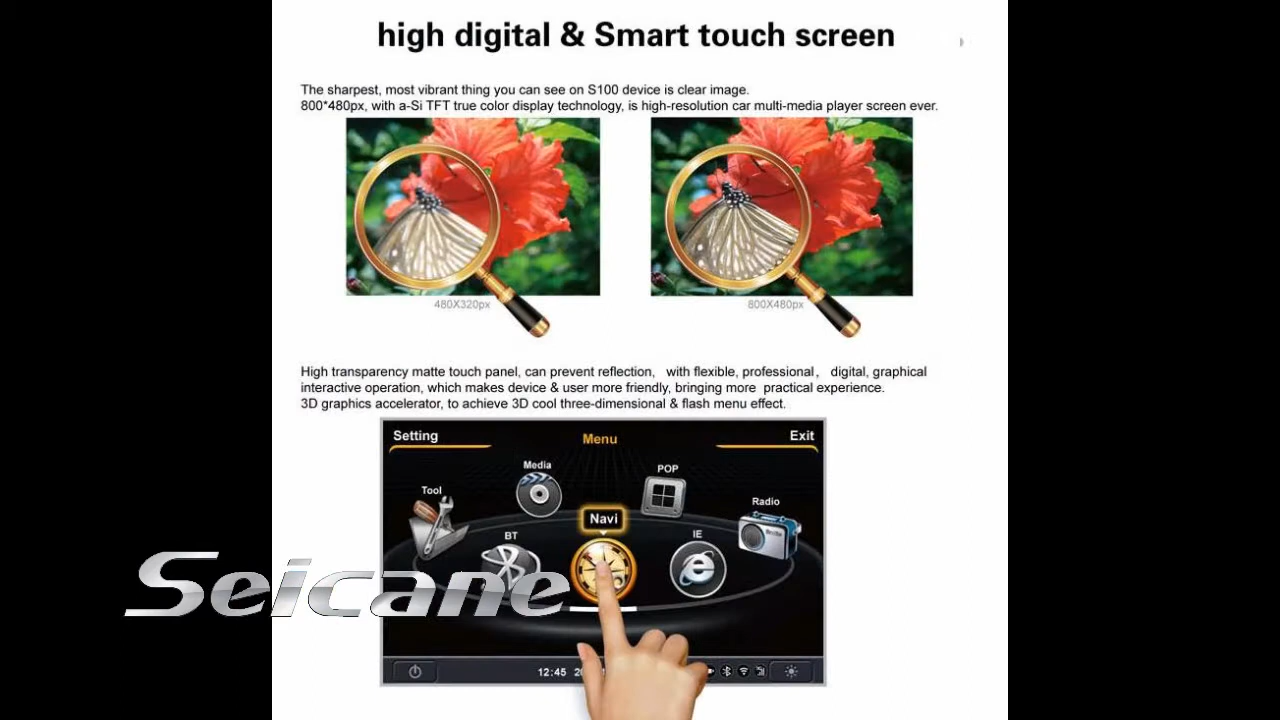 high digital & Smart touch screen
The sharpest, most vibrant thing you can see on S100 device is clear image.
800*480px, with a-Si TFT true color display technology, is high-resolution car multi-media player screen ever.
480X320px
800X480px
High transparency matte touch panel, can prevent reflection, with flexible, professional, digital, graphical
interactive operation, which makes device & user more friendly, bringing more practical experience.
3D graphics accelerator, to achieve 3D cool three-dimensional & flash menu effect.
Setting
Menu
Exit
Media
POP
Tool
Radio
Navi
BT
IE
Seicane
12:45